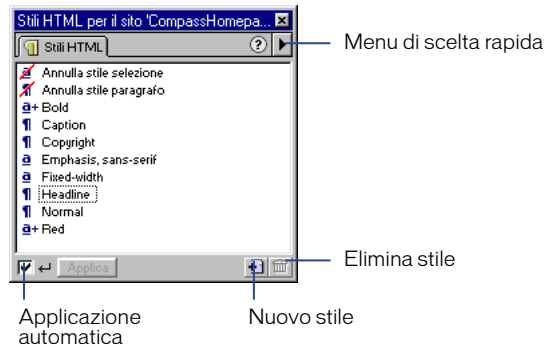 Stili HTML per il sito 'CompassHomepa...
Stili HTML
?
Menu di scelta rapida
a Annulla stile selezione
¶ Annulla stile paragrafo
a+ Bold
¶ Caption
¶ Copyright
a Emphasis, sans-serif
a Fixed-width
¶ Headline
¶ Normal
a+ Red
Applica
Elimina stile
Applicazione
automatica
Nuovo stile